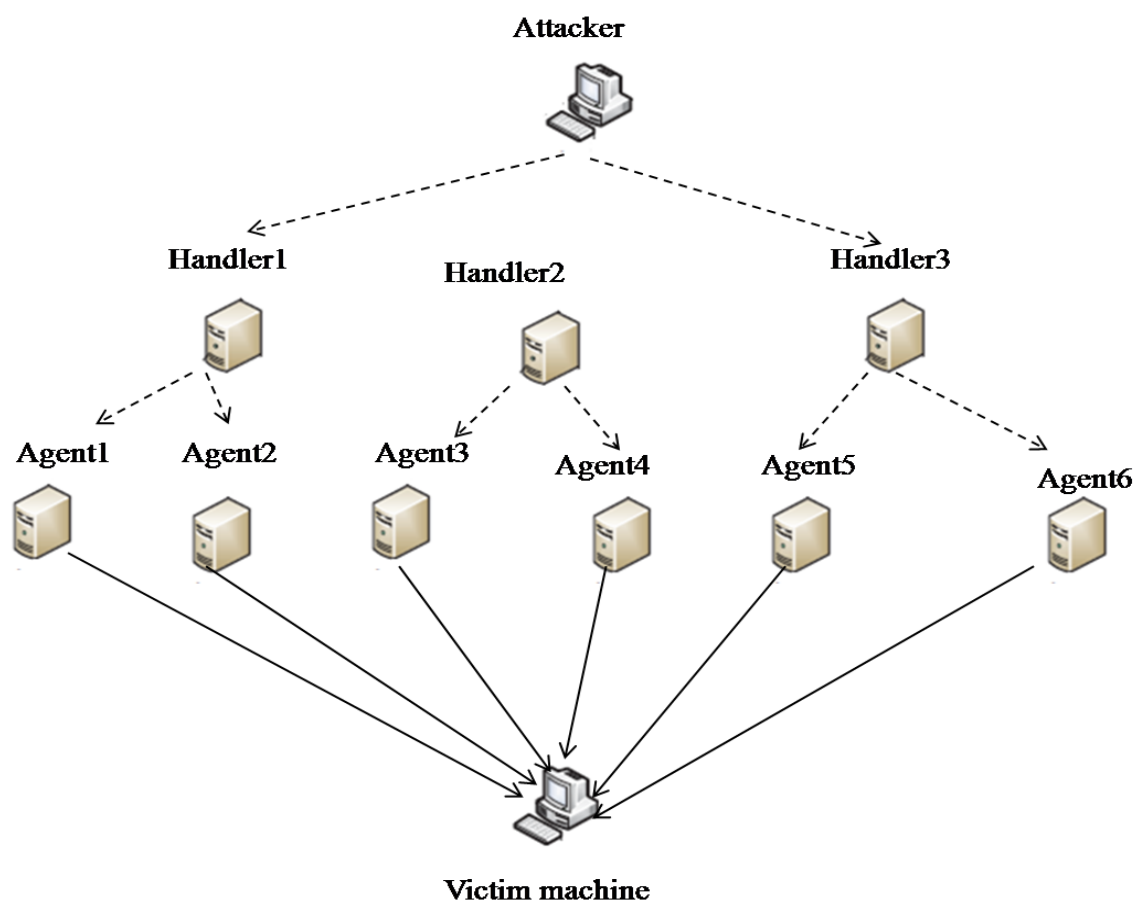 Attacker
Handler1
Handler2
Handler3
Agent1
Agent2
Agent3
Agent4
Agent5
Agent6
Victim machine